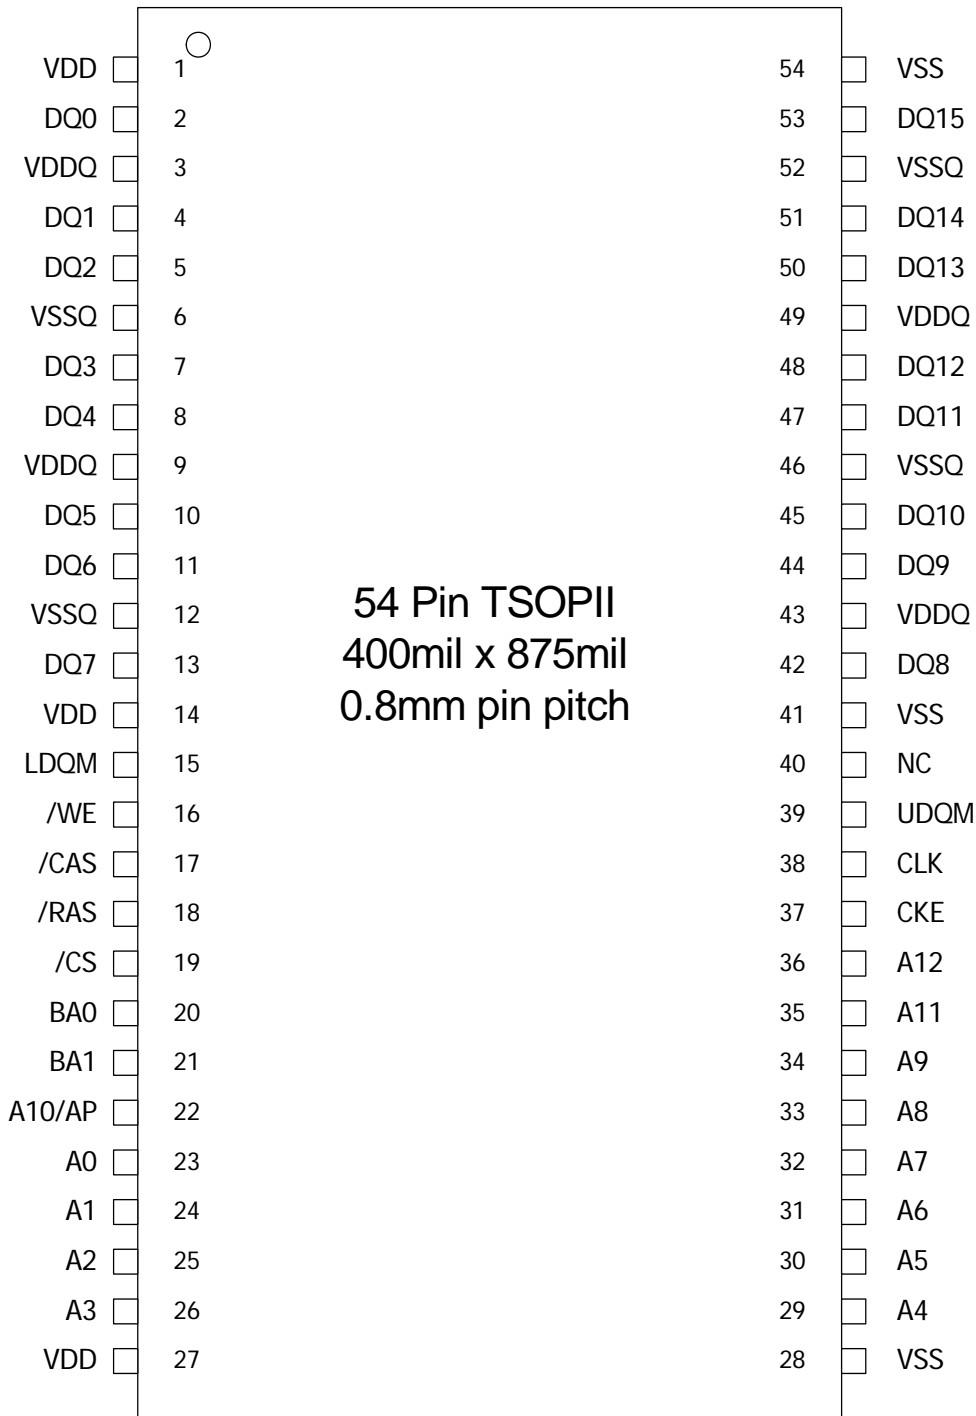 VDD 1 54 VSS
DQ0 2 53 DQ15
VDDQ 3 52 VSSQ
DQ1 4 51 DQ14
DQ2 5 50 DQ13
VSSQ 6 49 VDDQ
DQ3 7 48 DQ12
DQ4 8 47 DQ11
VDDQ 9 46 VSSQ
DQ5 10 45 DQ10
DQ6 11 44 DQ9
54 Pin TSOPII
VSSQ 12 43 VDDQ
400mil x 875mil
DQ7 13 42 DQ8
0.8mm pin pitch
VDD 14 41 VSS
LDQM 15 40 NC
/WE 16 39 UDQM
/CAS 17 38 CLK
/RAS 18 37 CKE
/CS 19 36 A12
BA0 20 35 A11
BA1 21 34 A9
A10/AP 22 33 A8
A0 23 32 A7
A1 24 31 A6
A2 25 30 A5
A3 26 29 A4
VDD 27 28 VSS